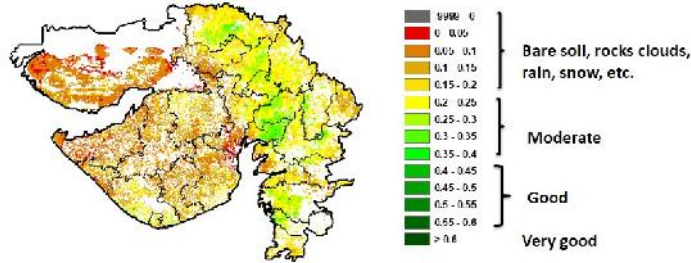 -9999 - 0
0 - 0.05
0.05 - 0.1
0.1 - 0.15
0.15 - 0.2
0.2 - 0.25
0.25 - 0.3
0.3 - 0.35
0.35 - 0.4
0.4 - 0.45
0.45 - 0.5
0.5 - 0.55
0.55 - 0.6
> 0.6
Bare soil, rocks clouds,
rain, snow, etc.
Moderate
Good
Very good